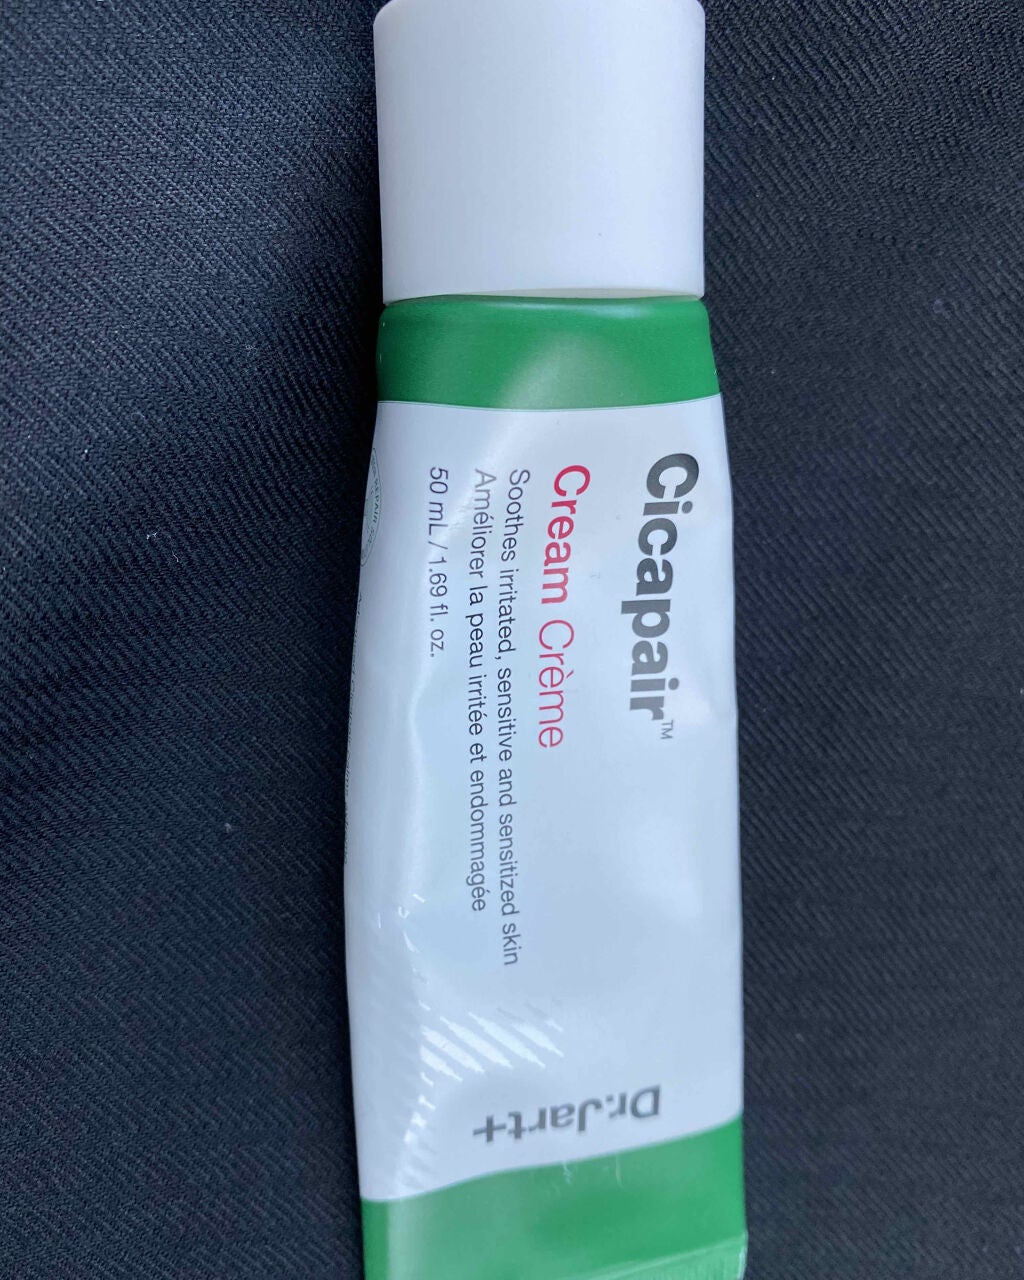 Cicapair™
Cream Crème
Soothes irritated, sensitive and sensitized skin
Améliorer la peau irritée et endommagée
50 mL / 1.69 fl. oz.
Dr.Jart+